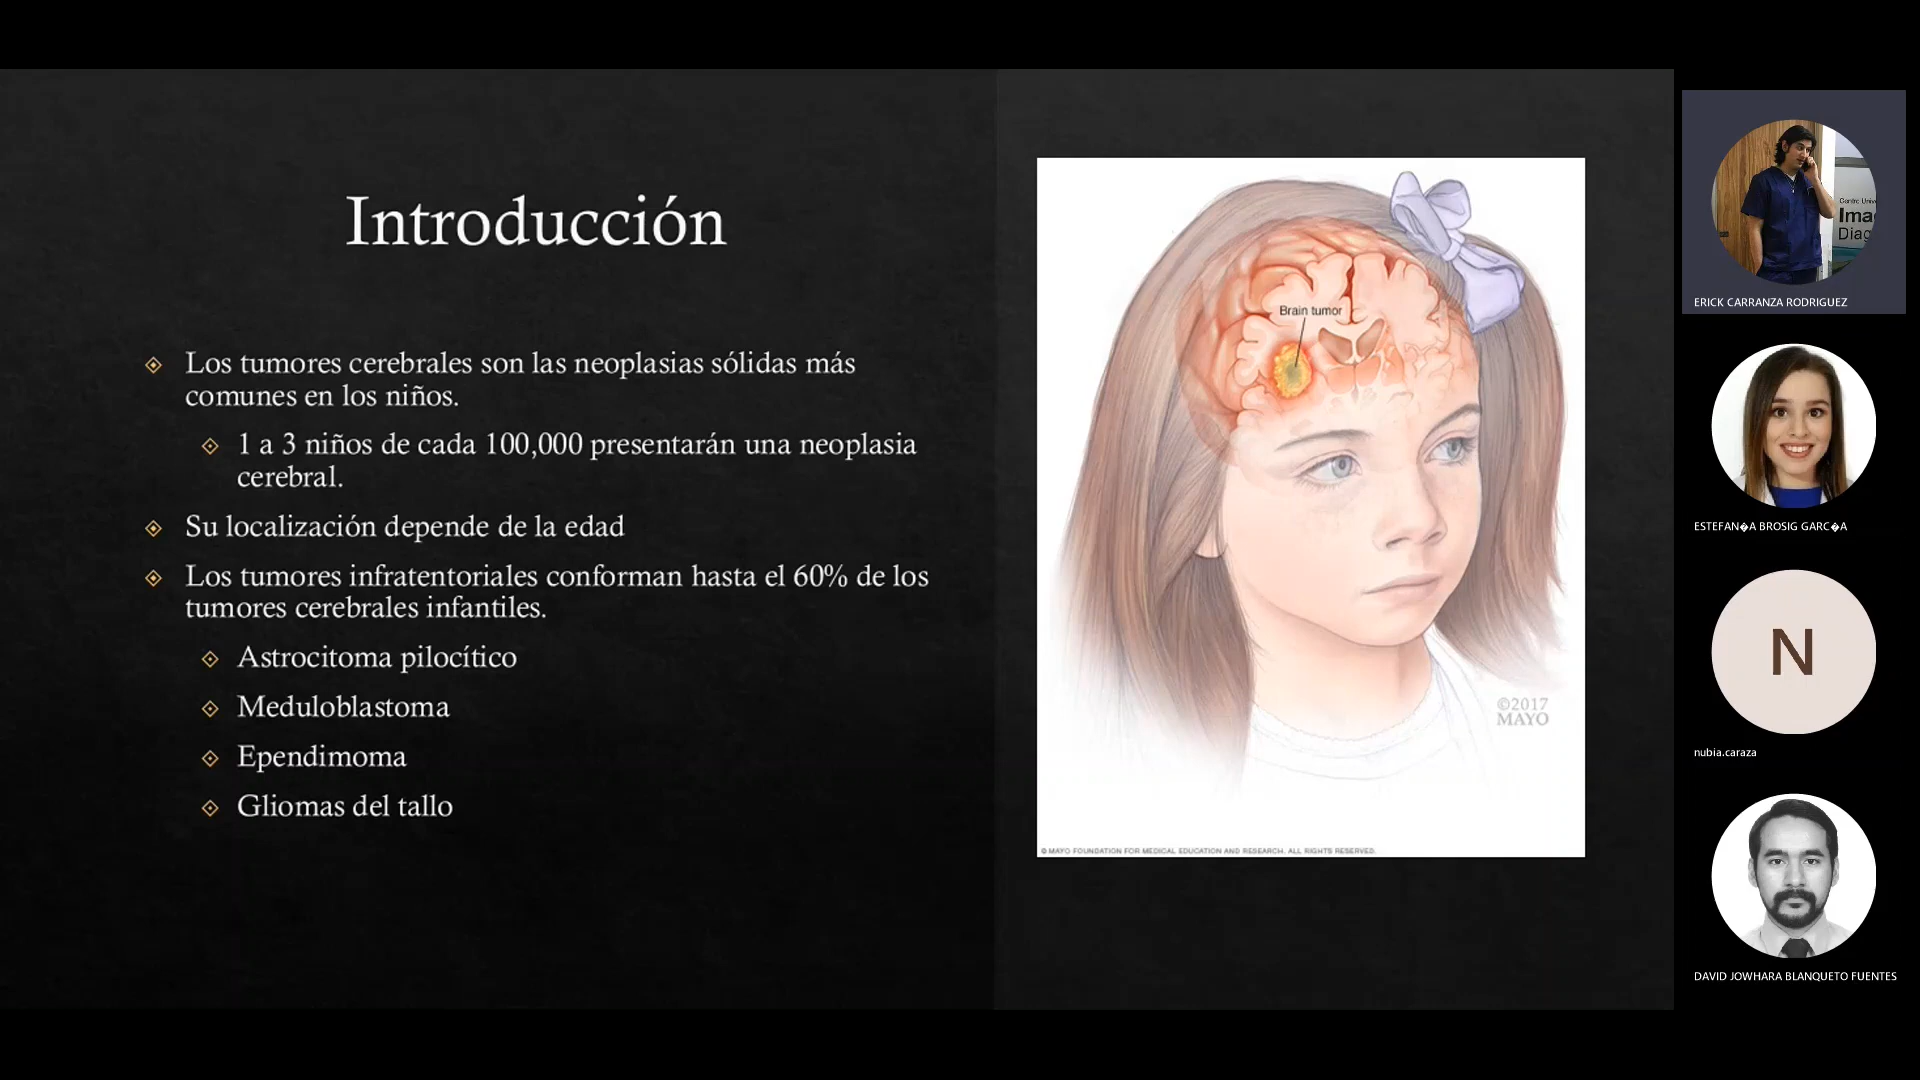 Introducción
Los tumores cerebrales son las neoplasias sólidas más
comunes en los niños.
1 a 3 niños de cada 100,000 presentarán una neoplasia
cerebral.
Su localización depende de la edad
Los tumores infratentoriales conforman hasta el 60% de los
tumores cerebrales infantiles.
Astrocitoma pilocítico
Meduloblastoma
Ependimoma
Gliomas del tallo
Brain tumor
©2017
MAYO
© MAYO FOUNDATION FOR MEDICAL EDUCATION AND RESEARCH. ALL RIGHTS RESERVED.
Centro
Ima
Diag
ERICK CARRANZA RODRIGUEZ
ESTEFAN�A BROSIG GARC�A
N
nubia.caraza
DAVID JOWHARA BLANQUETO FUENTES